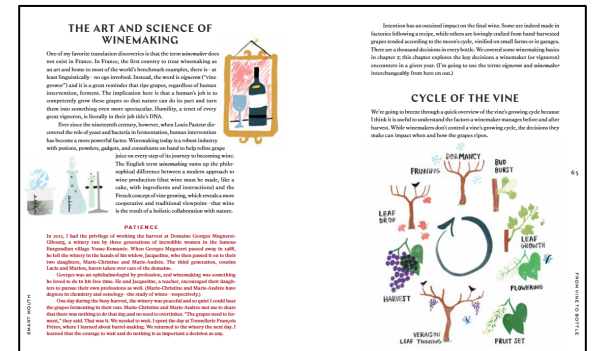 THE ART AND SCIENCE OF
WINEMAKING
One of my favorite translation discoveries is that the term winemaker does
not exist in France. In France, the first country to treat winemaking as
an art and home to most of the world's benchmark examples, there is—at
least linguistically—no ego involved. Instead, the word is vigneron ("vine
grower") and it is a great reminder that ripe grapes, regardless of human
intervention, ferment. The implication here is that a human's job is to
competently grow these grapes so that nature can do its part and turn
them into something even more spectacular. Humility, a tenet of every
great vigneron, is literally in their job title's DNA.
Ever since the nineteenth century, however, when Louis Pasteur dis-
covered the role of yeast and bacteria in fermentation, human intervention
has become a more powerful factor. Winemaking today is a robust industry
with potions, powders, gadgets, and consultants on hand to help refine grape
juice on every step of its journey to becoming wine.
The English term winemaking sums up the philo-
sophical difference between a modern approach to
wine production (that wine must be made, like a
cake, with ingredients and instructions) and the
French concept of vine growing, which reveals a more
cooperative and traditional viewpoint—that wine
is the result of a holistic collaboration with nature.
PATIENCE
In 2012, I had the privilege of working the harvest at Domaine Georges Mugneret-
Gibourg, a winery run by three generations of incredible women in the famous
Burgundian village Vosne-Romanée. When Georges Mugneret passed away in 1988,
he left the winery in the hands of his widow, Jacqueline, who then passed it on to their
two daughters, Marie-Christine and Marie-Andrée. The third generation, cousins
Lucie and Marion, haven taken over care of the domaine.
Georges was an ophthalmologist by profession, and winemaking was something
he loved to do in his free time. He and Jacqueline, a teacher, encouraged their daugh-
ters to pursue their own professions as well. (Marie-Christine and Marie-Andrée have
degrees in chemistry and oenology—the study of wines—respectively.)
One day during the busy harvest, the winery was peaceful and so quiet I could hear
the grapes fermenting in their vats. Marie-Christine and Marie-Andrée met me to share
that there was nothing to do that day, and no need to overtinker. "The grapes need to fer-
ment," they said. That was it. We needed to wait. I spent the day at Tonnellerie François
Frères, where I learned about barrel-making. We returned to the winery the next day. I
learned that the courage to wait and do nothing is as important a decision as any.
SMART MOUTH
Intention has an outsized impact on the final wine. Some are indeed made in
factories following a recipe, while others are lovingly crafted from hand-harvested
grapes tended according to the moon's cycle, vinified on small farms or in garages.
There are a thousand decisions in every bottle. We covered some winemaking basics
in chapter 2; this chapter explores the key decisions a winemaker (or vigneron)
encounters in a given year. (I'm going to use the terms vigneron and winemaker
interchangeably from here on out.)
CYCLE OF THE VINE
We're going to breeze through a quick overview of the vine's growing cycle because
I think it is useful to understand the factors a winemaker manages before and after
harvest. While winemakers don't control a vine's growing cycle, the decisions they
make can impact when and how the grapes ripen.
DORMANCY
PRUNING
BUD
BURST
LEAF
DROP
LEAF
GROWTH
HARVEST
FLOWERING
VERAISON
LEAF THINNING
FRUIT SET
65
FROM VINE TO BOTTLE